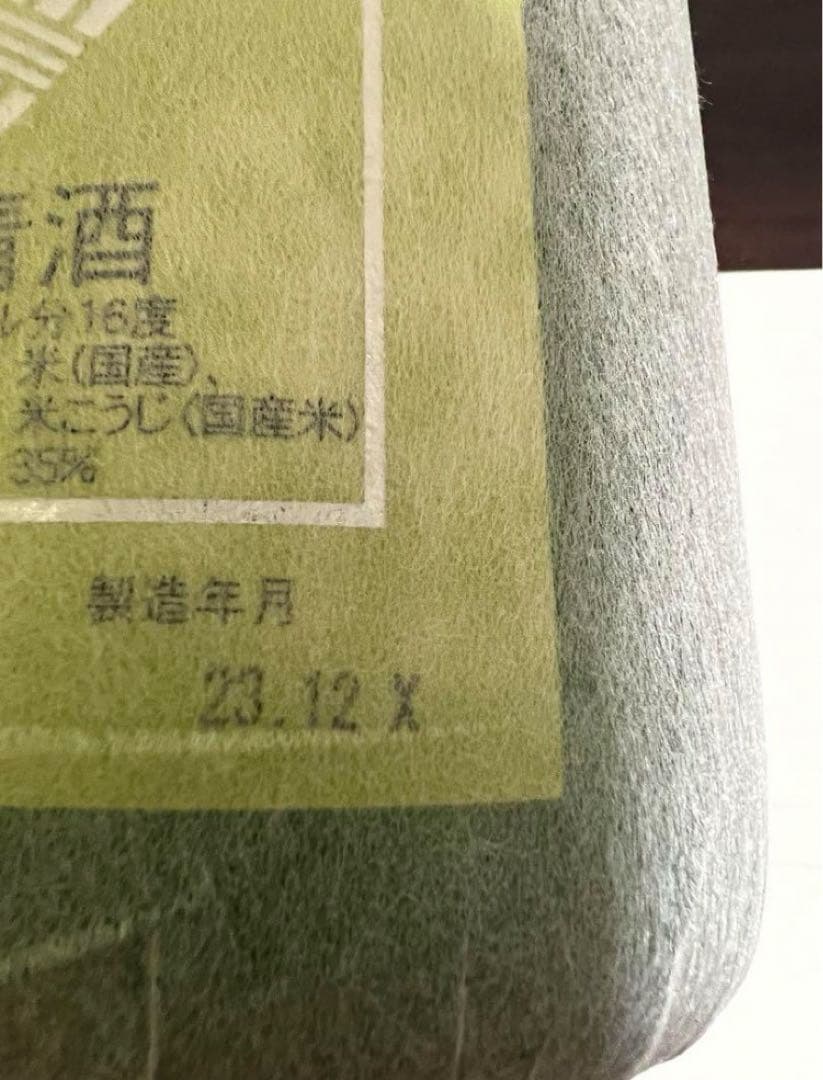 清酒
ル分16度
米(国産)、
米こうじ(国産米)
35%
製造年月
23.12 X